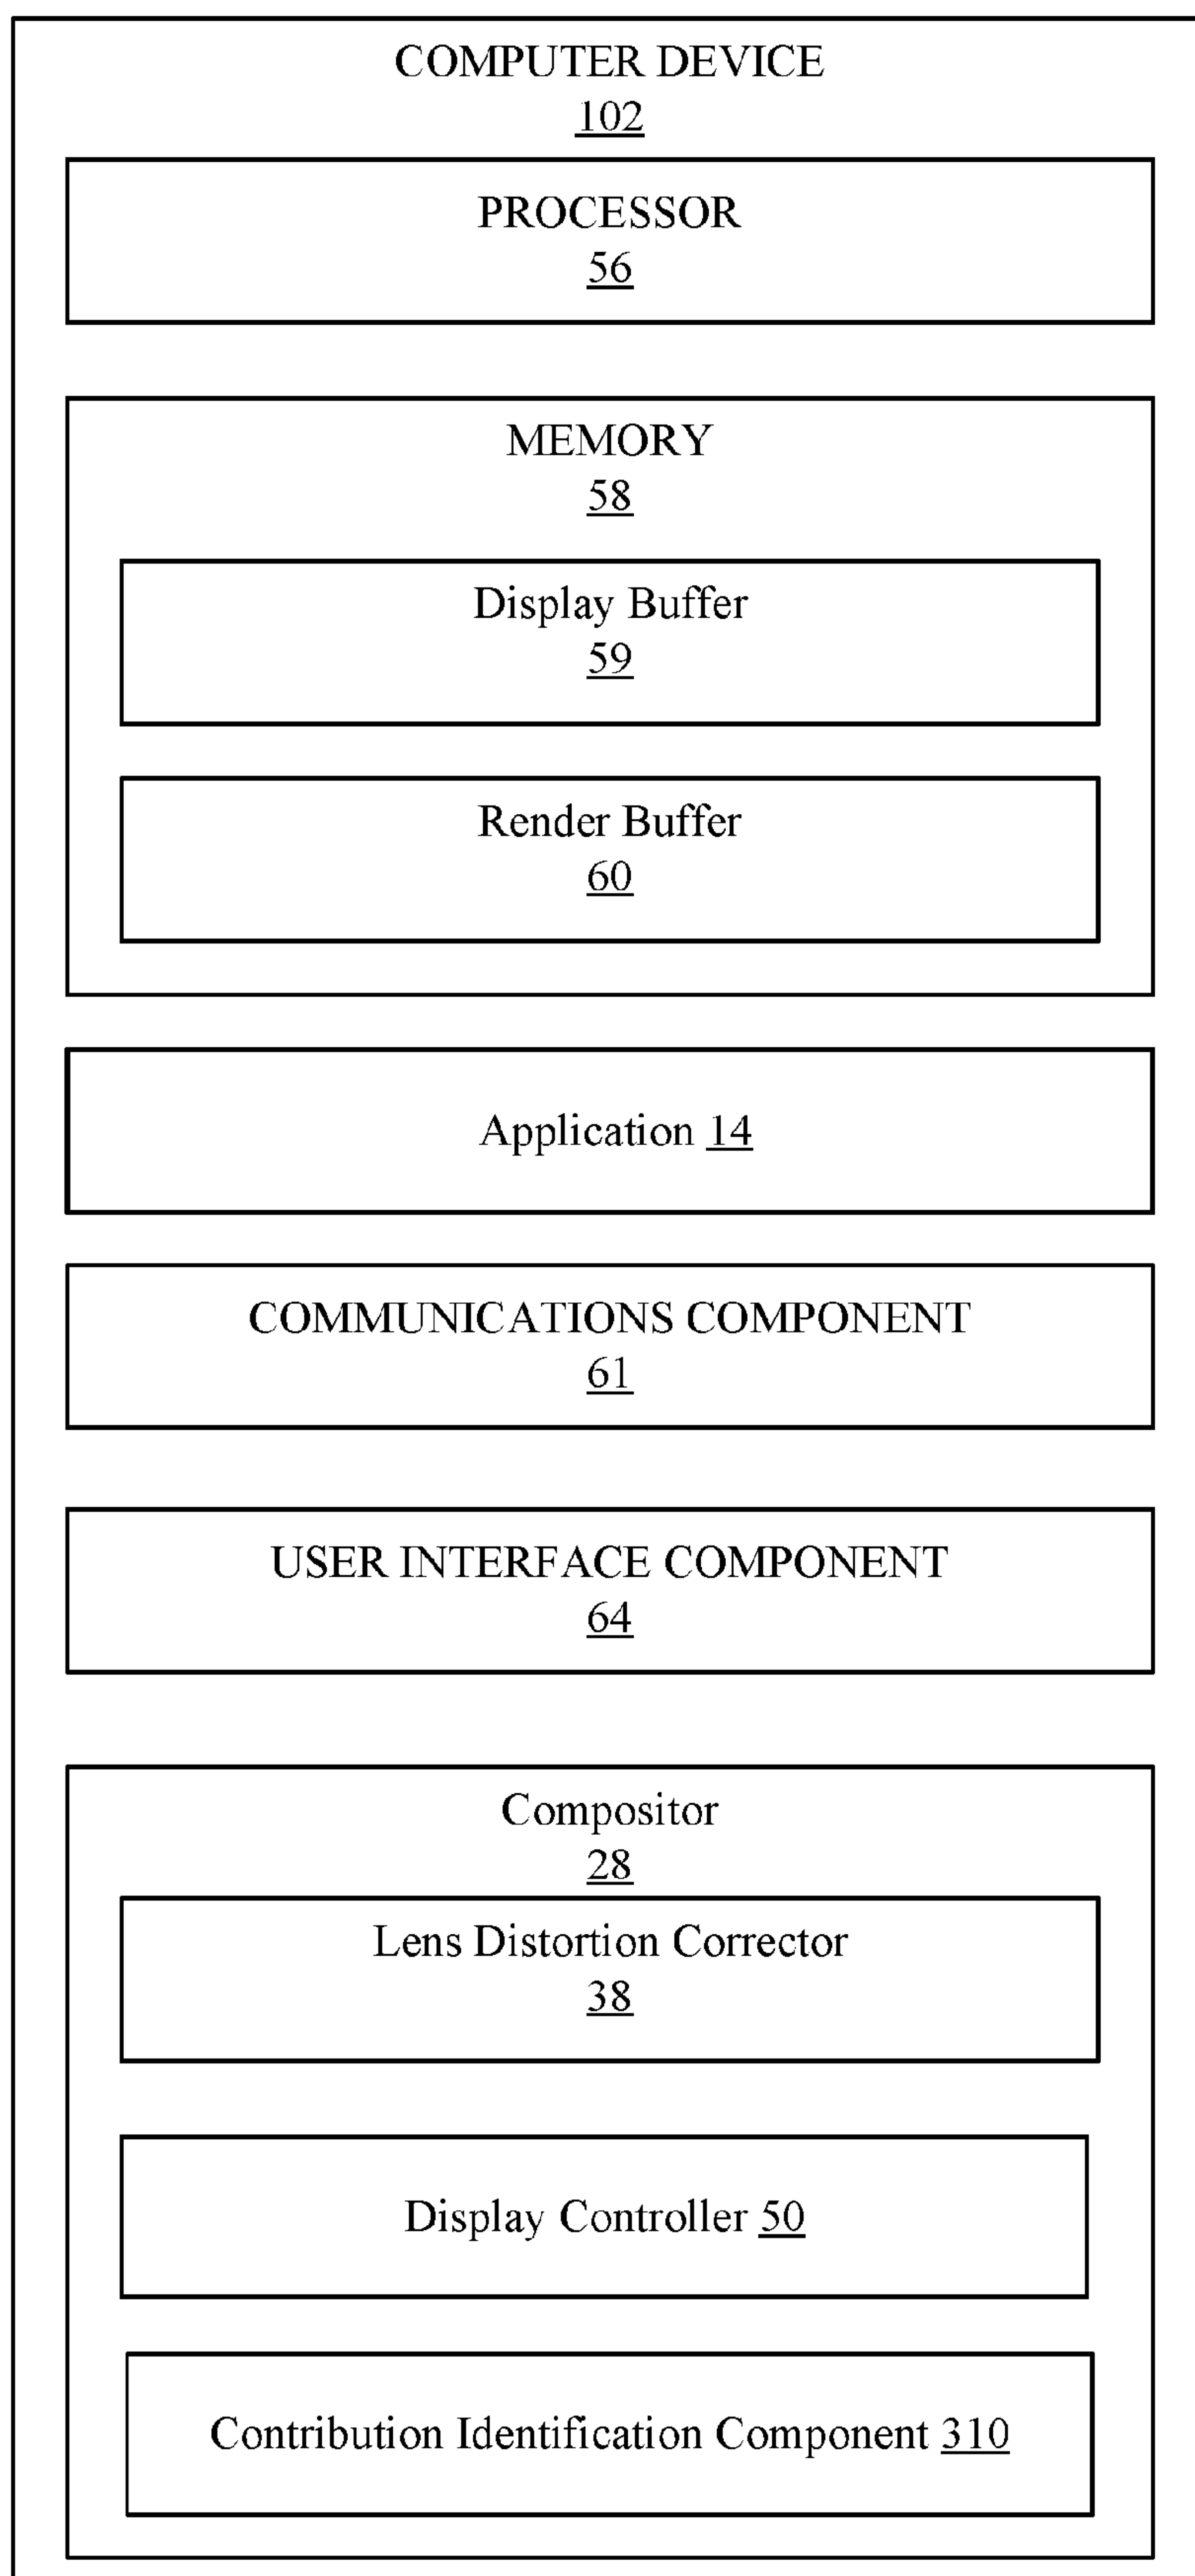 COMPUTER DEVICE
102
PROCESSOR
56
MEMORY
58
Display Buffer
59
Render Buffer
60
Application 14
COMMUNICATIONS COMPONENT
61
USER INTERFACE COMPONENT
64
Compositor
28
Lens Distortion Corrector
38
Display Controller 50
Contribution Identification Component 310